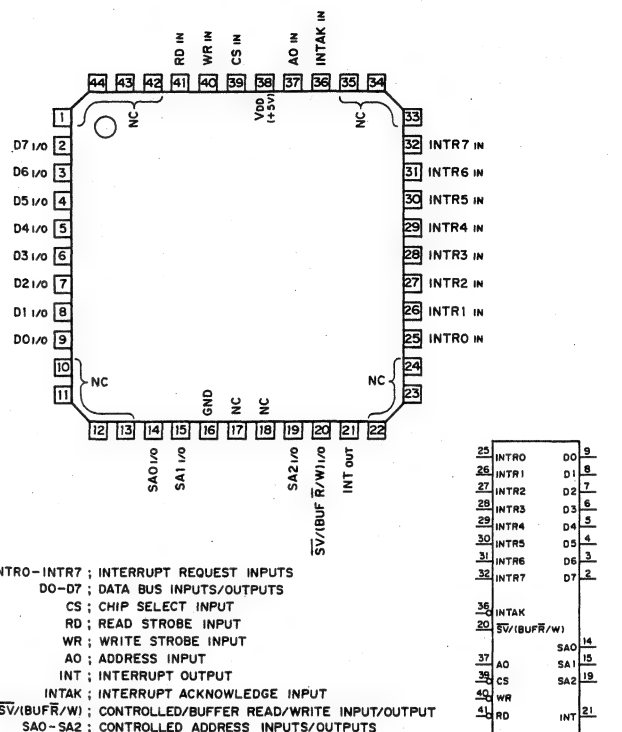 RD IN
WR IN
CS IN
AO IN
INTAK IN
44 43 42 41 40 39 38 37 36 35 34
NC
VDD (+5V)
NC
1 33
D7 I/O 2 32 INTR7 IN
D6 I/O 3 31 INTR6 IN
D5 I/O 4 30 INTR5 IN
D4 I/O 5 29 INTR4 IN
D3 I/O 6 28 INTR3 IN
D2 I/O 7 27 INTR2 IN
D1 I/O 8 26 INTR1 IN
D0 I/O 9 25 INTR0 IN
10 24
NC NC
11 23
GND
NC
NC
12 13 14 15 16 17 18 19 20 21 22
SA0 I/O
SA1 I/O
SA2 I/O
SV/(BUF R/W) I/O
INT OUT
25 INTR0 D0 9
26 INTR1 D1 8
27 INTR2 D2 7
28 INTR3 D3 6
29 INTR4 D4 5
30 INTR5 D5 4
31 INTR6 D6 3
32 INTR7 D7 2
36 INTAK
20 SV/(BUFR/W)
SA0 14
37 A0 SA1 15
39 CS SA2 19
40 WR
41 RD INT 21
NTR0-INTR7 ; INTERRUPT REQUEST INPUTS
D0-D7 ; DATA BUS INPUTS/OUTPUTS
CS ; CHIP SELECT INPUT
RD ; READ STROBE INPUT
WR ; WRITE STROBE INPUT
A0 ; ADDRESS INPUT
INT ; INTERRUPT OUTPUT
INTAK ; INTERRUPT ACKNOWLEDGE INPUT
SV/(BUFR/W) ; CONTROLLED/BUFFER READ/WRITE INPUT/OUTPUT
SA0-SA2 ; CONTROLLED ADDRESS INPUTS/OUTPUTS